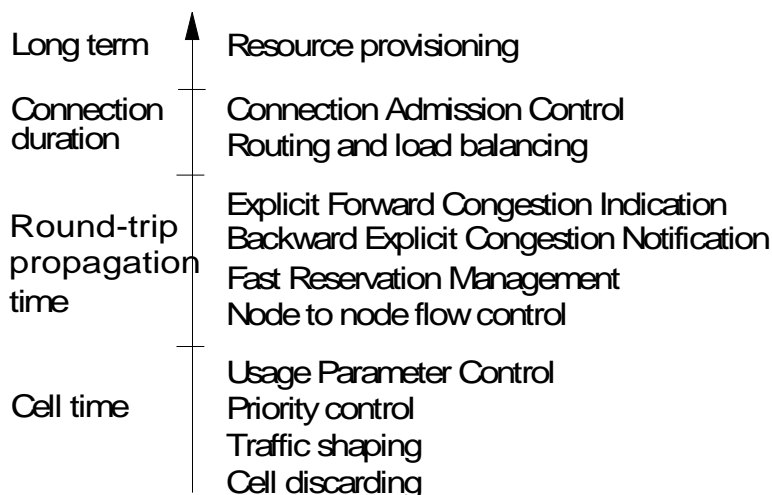 Long term
Resource provisioning
Connection
duration
Connection Admission Control
Routing and load balancing
Round-trip
propagation
time
Explicit Forward Congestion Indication
Backward Explicit Congestion Notification
Fast Reservation Management
Node to node flow control
Cell time
Usage Parameter Control
Priority control
Traffic shaping
Cell discarding